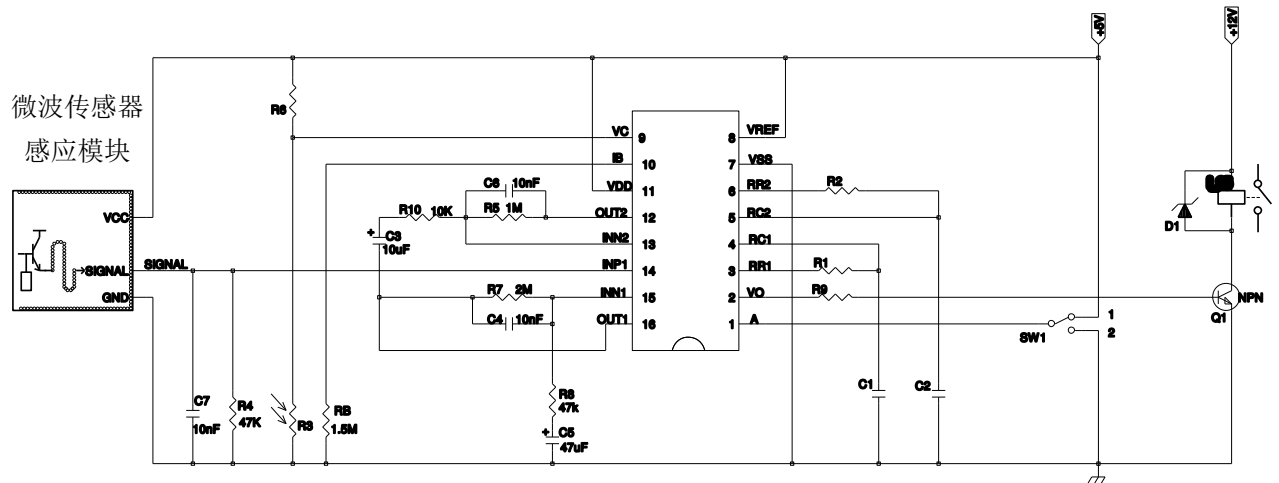 +5V
+12V
微波传感器
感应模块
VCC
SIGNAL
GND
SIGNAL
R6
VC
9
IB
10
VDD
11
OUT2
12
INN2
13
INP1
14
INN1
15
OUT1
16
8
VREF
7
VSS
6
RR2
5
RC2
4
RC1
3
RR1
2
VO
1
A
C6
10nF
R10
10K
R5
1M
+
C3
10uF
R7
2M
C4
10nF
R2
R1
R9
D1
NPN
Q1
SW1
1
2
C7
10nF
R4
47K
R3
RB
1.5M
R8
47k
+
C5
47uF
C1
C2